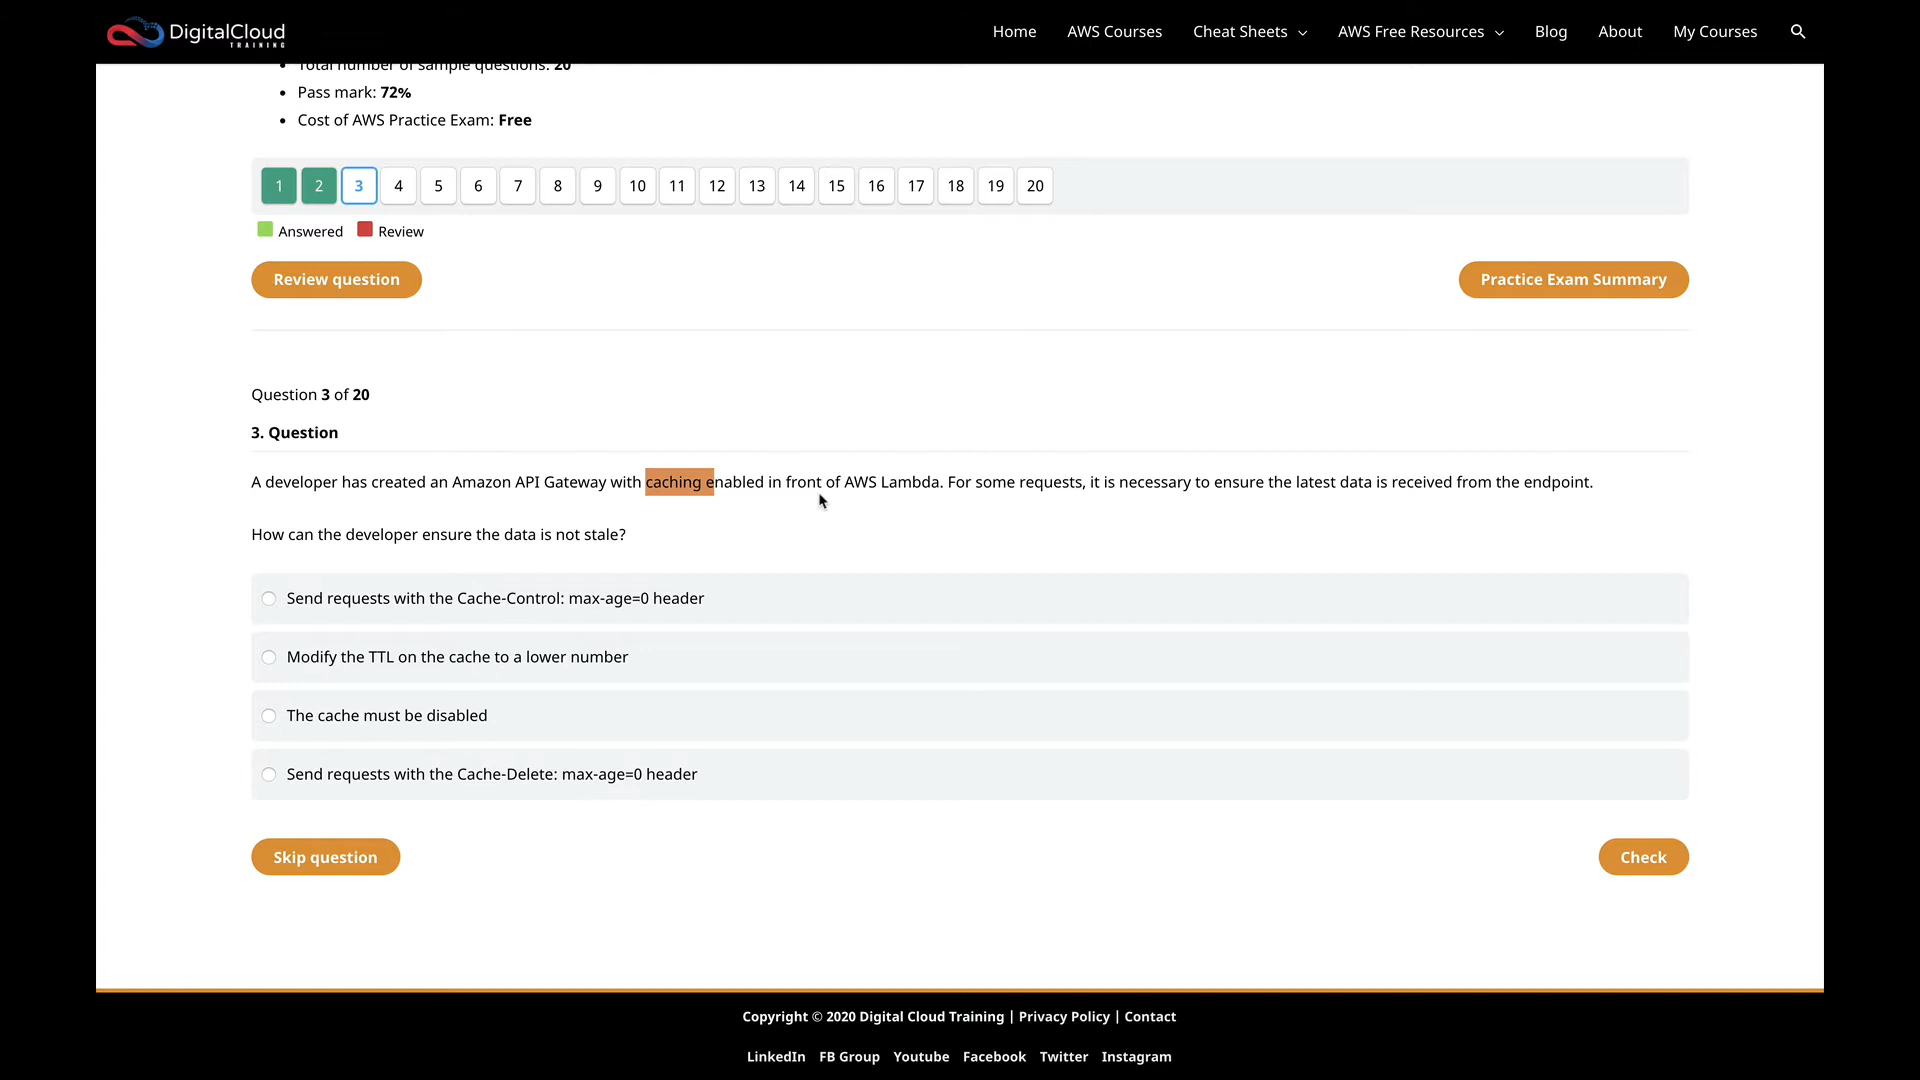 DigitalCloud
TRAINING
Home AWS Courses Cheat Sheets AWS Free Resources Blog About My Courses
Total number of sample questions: 20
Pass mark: 72%
Cost of AWS Practice Exam: Free
1 2 3 4 5 6 7 8 9 10 11 12 13 14 15 16 17 18 19 20
Answered Review
Review question Practice Exam Summary
Question 3 of 20
3. Question
A developer has created an Amazon API Gateway with caching enabled in front of AWS Lambda. For some requests, it is necessary to ensure the latest data is received from the endpoint.
How can the developer ensure the data is not stale?
Send requests with the Cache-Control: max-age=0 header
Modify the TTL on the cache to a lower number
The cache must be disabled
Send requests with the Cache-Delete: max-age=0 header
Skip question Check
Copyright © 2020 Digital Cloud Training | Privacy Policy | Contact
LinkedIn FB Group Youtube Facebook Twitter Instagram